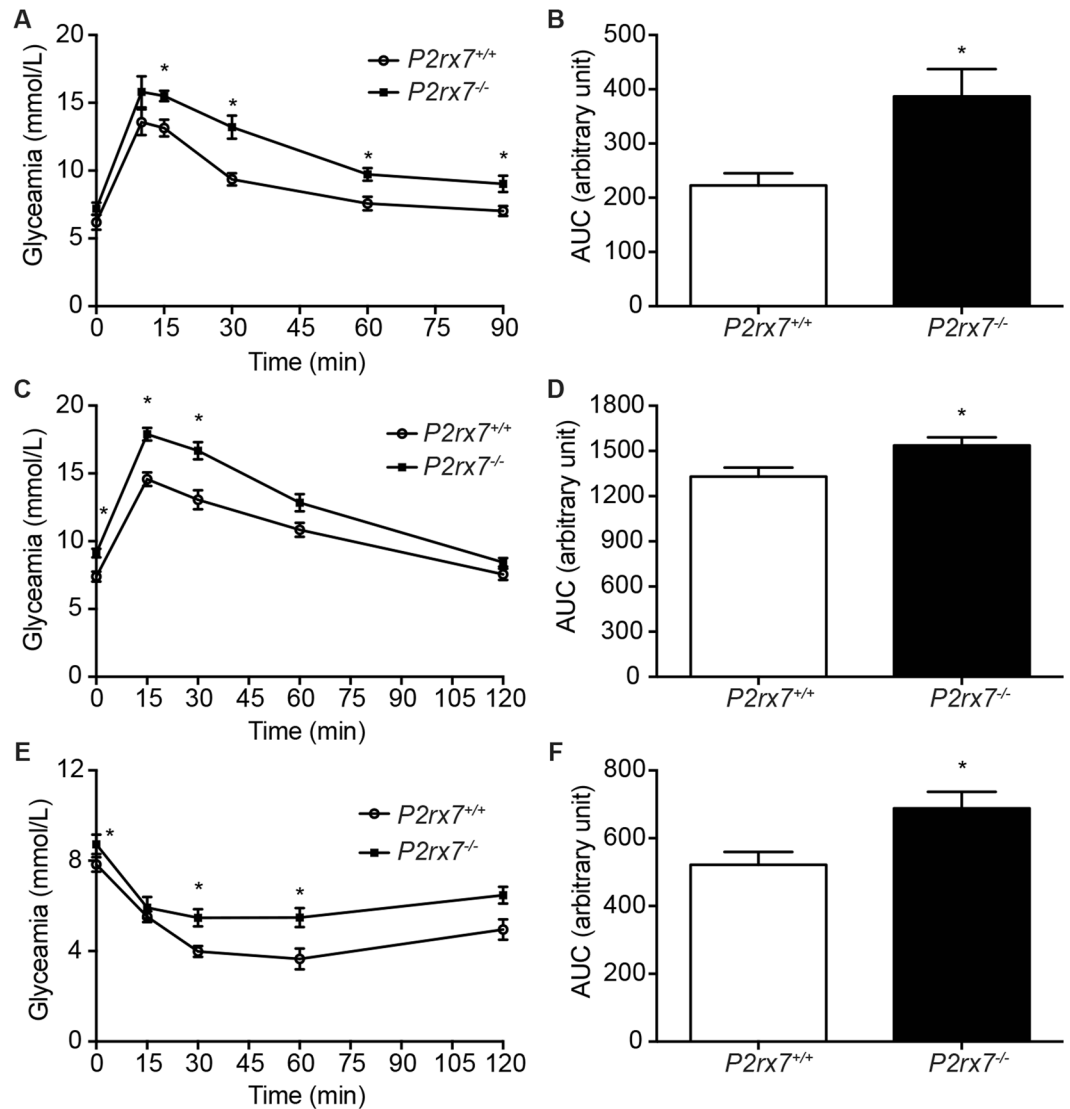 A
Glyceamia (mmol/L)
20
15
10
5
0
P2rx7+/+
P2rx7-/-
*
*
*
*
0 15 30 45 60 75 90
Time (min)
B
AUC (arbitrary unit)
500
400
300
200
100
0
*
P2rx7+/+ P2rx7-/-
C
Glyceamia (mmol/L)
20
15
10
5
0
P2rx7+/+
P2rx7-/-
*
*
*
0 15 30 45 60 75 90 105 120
Time (min)
D
AUC (arbitrary unit)
1800
1500
1200
900
600
300
0
*
P2rx7+/+ P2rx7-/-
E
Glyceamia (mmol/L)
12
8
4
0
P2rx7+/+
P2rx7-/-
*
*
*
0 15 30 45 60 75 90 105 120
Time (min)
F
AUC (arbitrary unit)
800
600
400
200
0
*
P2rx7+/+ P2rx7-/-